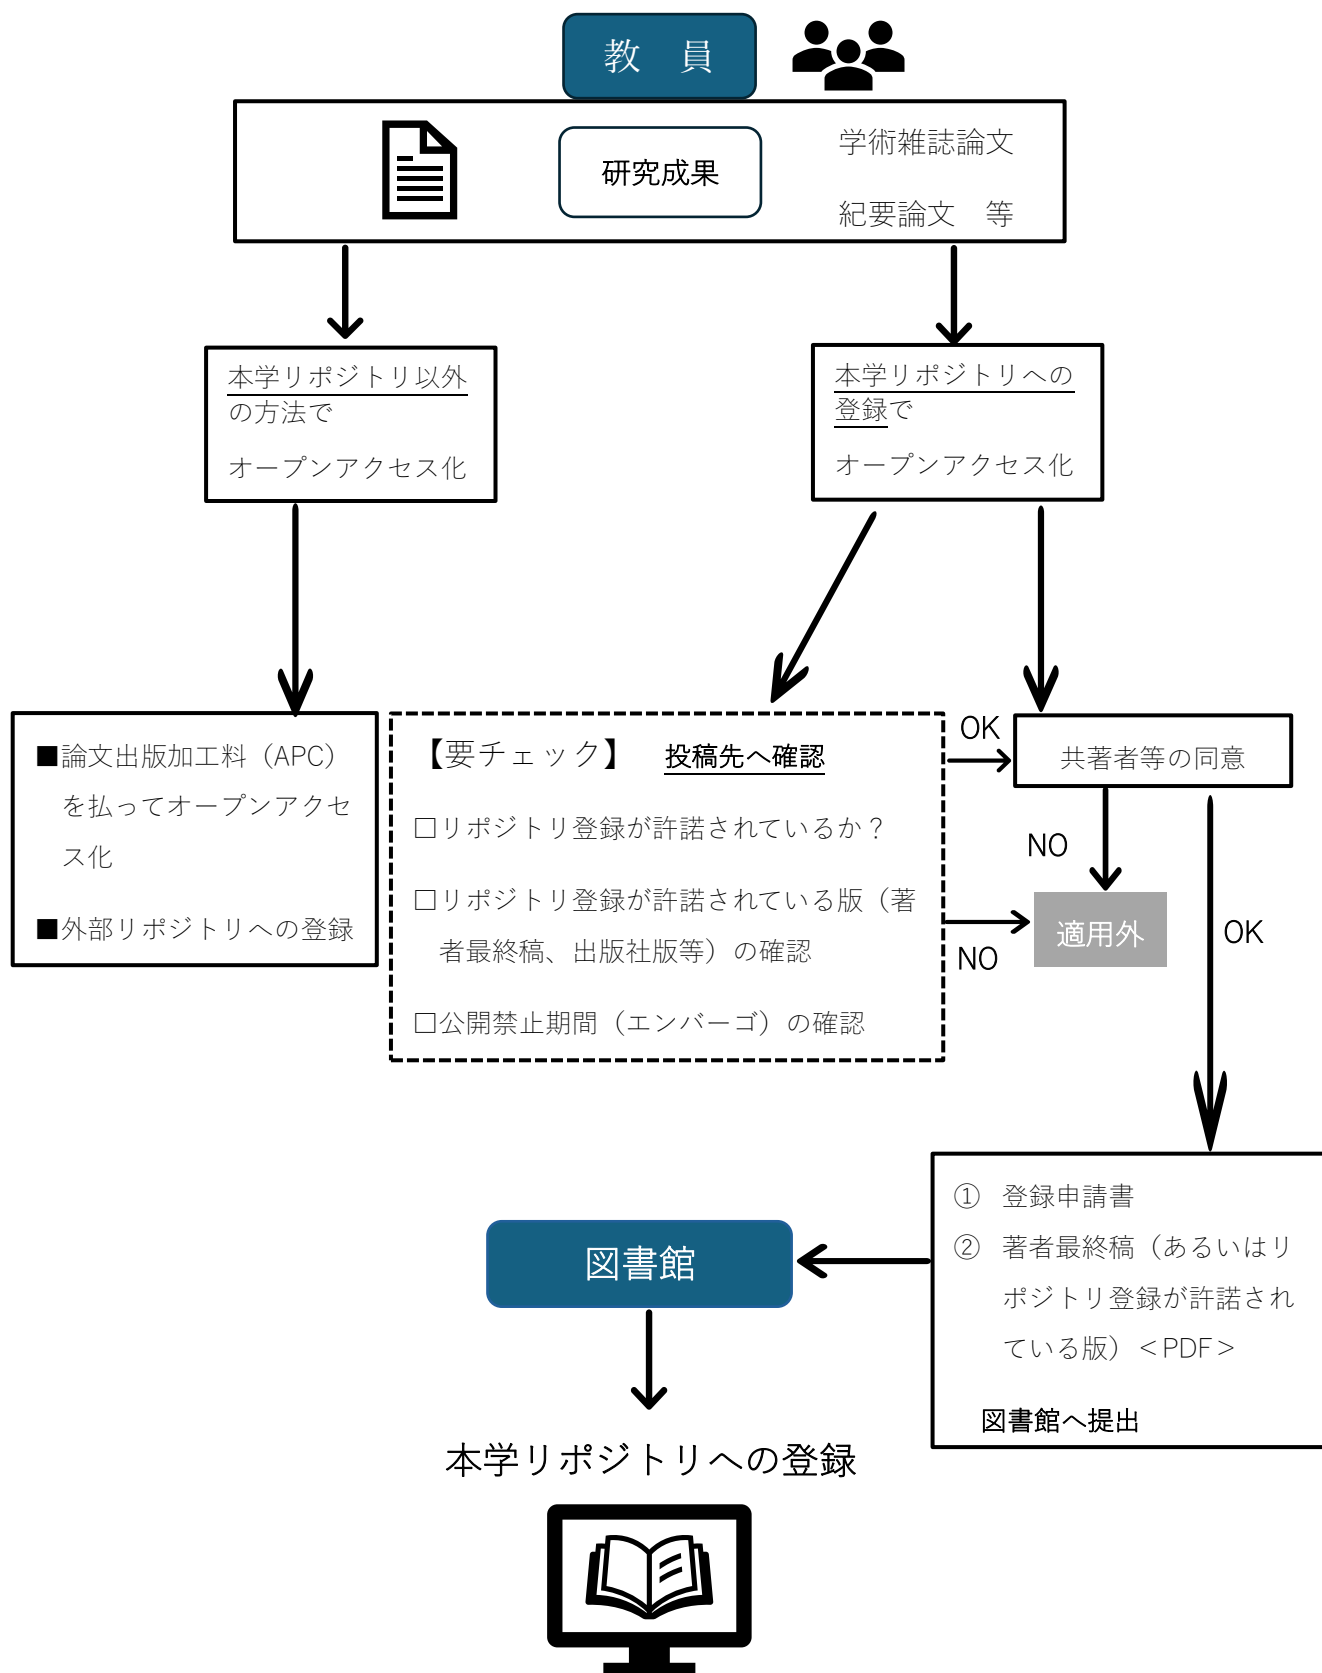 教　員
研究成果
学術雑誌論文
紀要論文　等
本学リポジトリ以外
の方法で
オープンアクセス化
本学リポジトリへの
登録で
オープンアクセス化
■論文出版加工料（APC）
を払ってオープンアクセ
ス化
■外部リポジトリへの登録
【要チェック】　投稿先へ確認
□リポジトリ登録が許諾されているか？
□リポジトリ登録が許諾されている版（著
者最終稿、出版社版等）の確認
□公開禁止期間（エンバーゴ）の確認
OK
共著者等の同意
NO
NO
適用外
OK
①　登録申請書
②　著者最終稿（あるいはリ
ポジトリ登録が許諾され
ている版）＜PDF＞
図書館へ提出
図書館
本学リポジトリへの登録